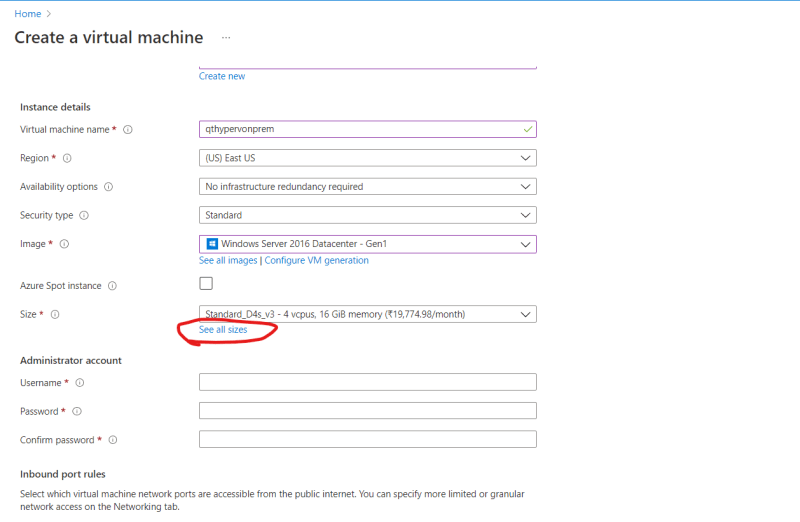 Home >
Create a virtual machine ...
Create new
Instance details
Virtual machine name * qthypervonprem
Region * (US) East US
Availability options No infrastructure redundancy required
Security type Standard
Image * Windows Server 2016 Datacenter - Gen1
See all images | Configure VM generation
Azure Spot instance
Size * Standard_D4s_v3 - 4 vcpus, 16 GiB memory (₹19,774.98/month)
See all sizes
Administrator account
Username *
Password *
Confirm password *
Inbound port rules
Select which virtual machine network ports are accessible from the public internet. You can specify more limited or granular
network access on the Networking tab.